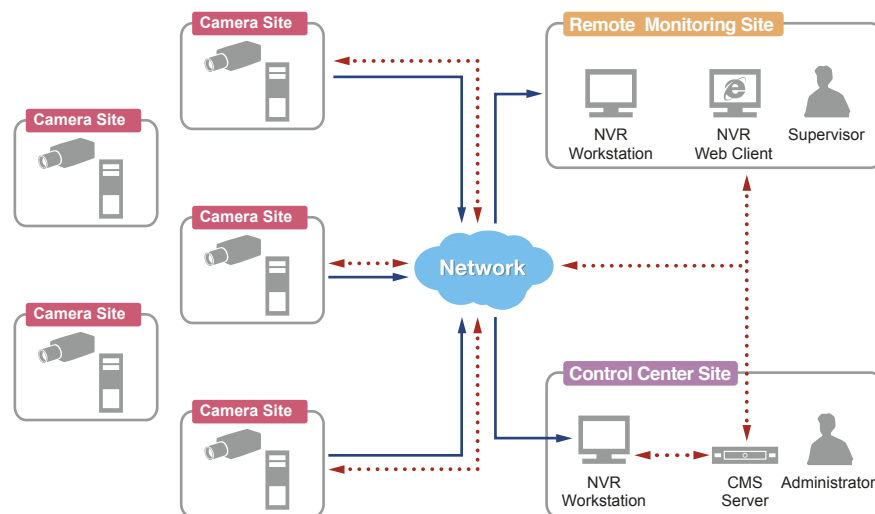 Camera Site
Camera Site
Camera Site
Camera Site
Camera Site
Network
Remote Monitoring Site
NVR
Workstation
NVR
Web Client
Supervisor
Control Center Site
NVR
Workstation
CMS
Server
Administrator